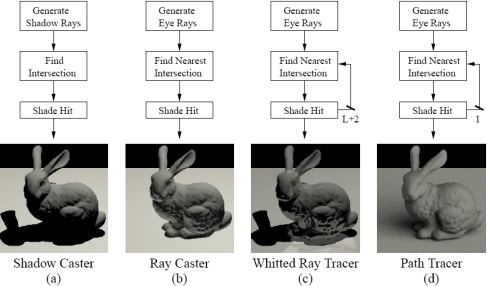 Generate
Shadow Rays
Find
Intersection
Shade Hit
Shadow Caster
(a)
Generate
Eye Rays
Find Nearest
Intersection
Shade Hit
Ray Caster
(b)
Generate
Eye Rays
Find Nearest
Intersection
Shade Hit
L+2
Whitted Ray Tracer
(c)
Generate
Eye Rays
Find Nearest
Intersection
Shade Hit
1
Path Tracer
(d)